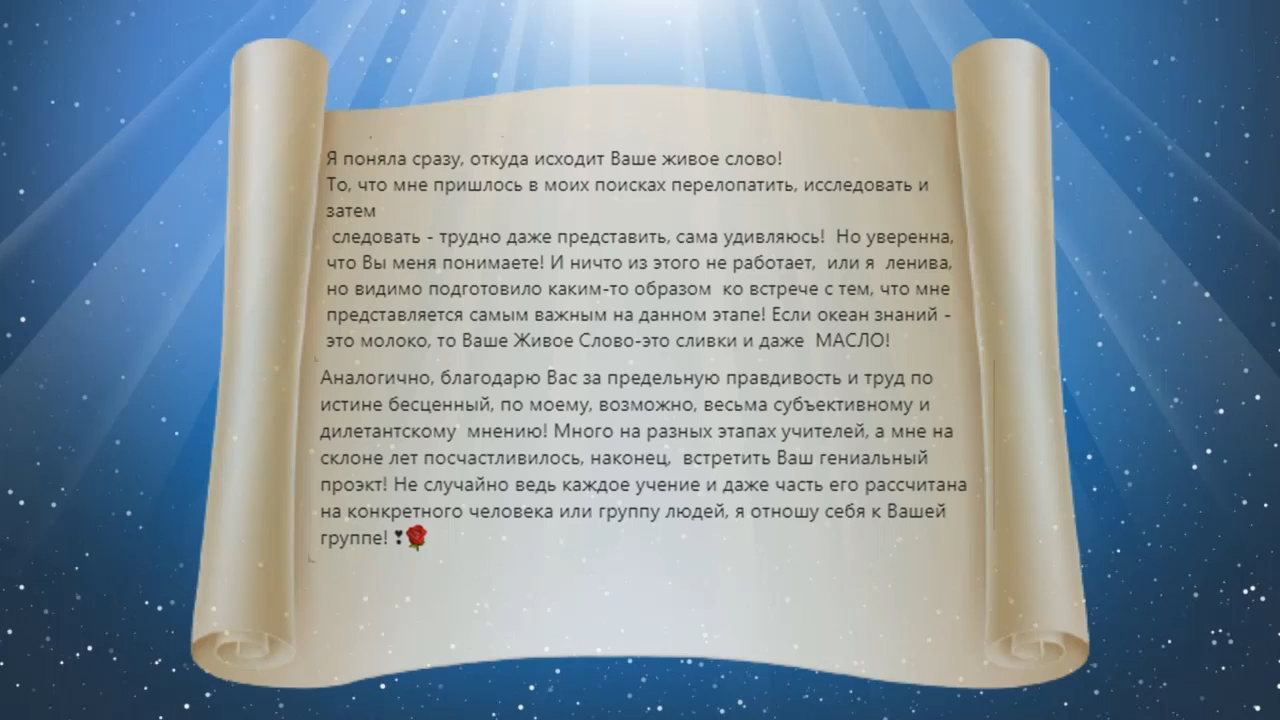 Я поняла сразу, откуда исходит Ваше живое слово!
То, что мне пришлось в моих поисках перелопатить, исследовать и
затем
следовать - трудно даже представить, сама удивляюсь!  Но уверенна,
что Вы меня понимаете! И ничто из этого не работает,  или я  ленива,
но видимо подготовило каким-то образом  ко встрече с тем, что мне
представляется самым важным на данном этапе! Если океан знаний -
это молоко, то Ваше Живое Слово-это сливки и даже  МАСЛО!
Аналогично, благодарю Вас за предельную правдивость и труд по
истине бесценный, по моему, возможно, весьма субъективному и
дилетантскому  мнению! Много на разных этапах учителей, а мне на
склоне лет посчастливилось, наконец,  встретить Ваш гениальный
проэкт! Не случайно ведь каждое учение и даже часть его рассчитана
на конкретного человека или группу людей, я отношу себя к Вашей
группе! ❣🌹